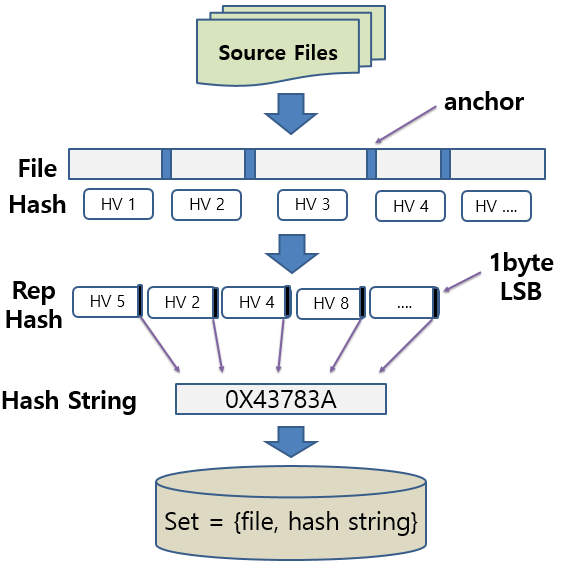 Source Files
anchor
File
Hash
HV 1
HV 2
HV 3
HV 4
HV ....
1byte
LSB
Rep
Hash
HV 5
HV 2
HV 4
HV 8
....
Hash String
0X43783A
Set = {file, hash string}